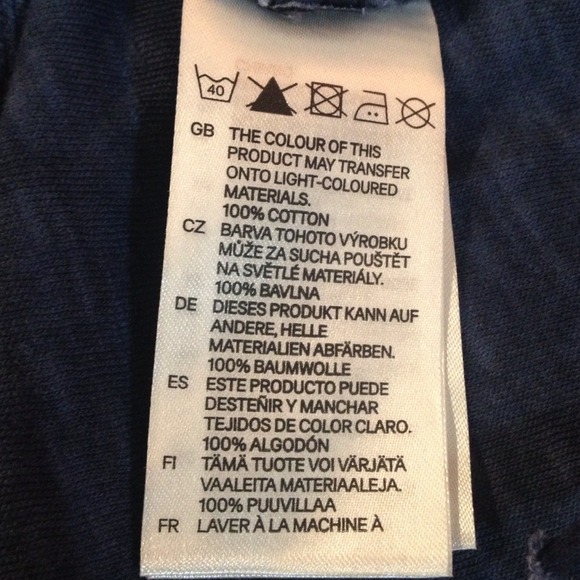 40
GB THE COLOUR OF THIS
PRODUCT MAY TRANSFER
ONTO LIGHT-COLOURED
MATERIALS.
100% COTTON
CZ BARVA TOHOTO VÝROBKU
MŮŽE ZA SUCHA POUŠTĚT
NA SVĚTLÉ MATERIÁLY.
100% BAVLNA
DE DIESES PRODUKT KANN AUF
ANDERE, HELLE
MATERIALIEN ABFÄRBEN.
100% BAUMWOLLE
ES ESTE PRODUCTO PUEDE
DESTEÑIR Y MANCHAR
TEJIDOS DE COLOR CLARO.
100% ALGODÓN
FI TÄMÄ TUOTE VOI VÄRJÄTÄ
VAALEITA MATERIAALEJA.
100% PUUVILLAA
FR LAVER À LA MACHINE À